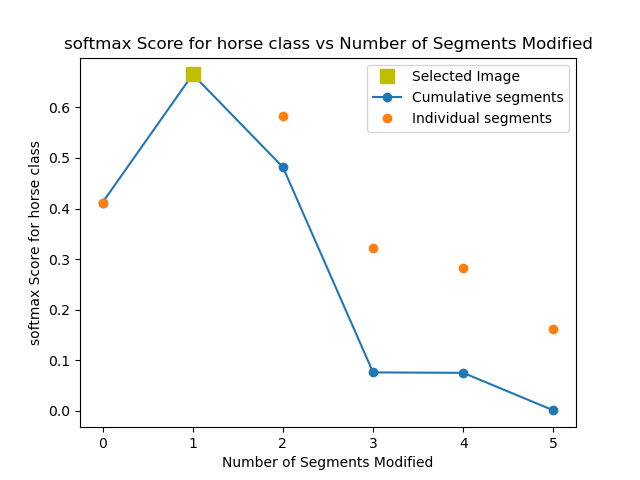 softmax Score for horse class vs Number of Segments Modified
Selected Image
Cumulative segments
Individual segments
softmax Score for horse class
0.6
0.5
0.4
0.3
0.2
0.1
0.0
0 1 2 3 4 5
Number of Segments Modified